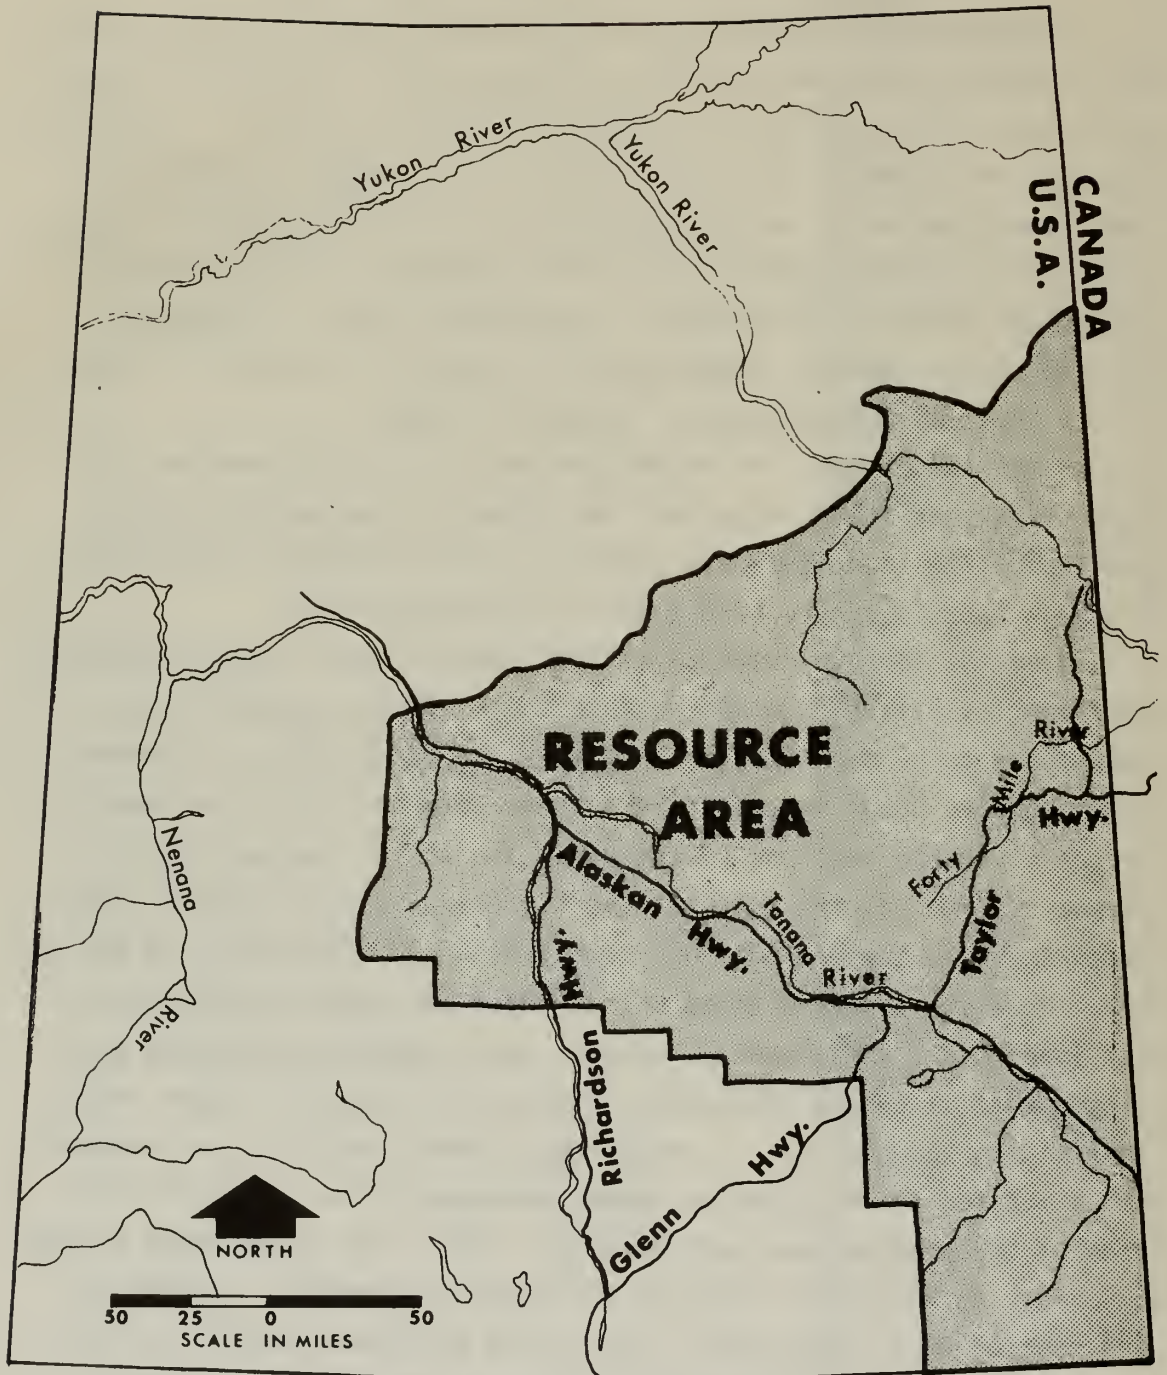 Yukon River
Yukon River
CANADA
U.S.A.
RESOURCE
AREA
River
Mile
Forty
Hwy.
Taylor
Alaskan
Hwy.
Tanana
River
Nenana
River
Hwy.
Richardson
Glenn Hwy.
NORTH
50 25 0 50
SCALE IN MILES